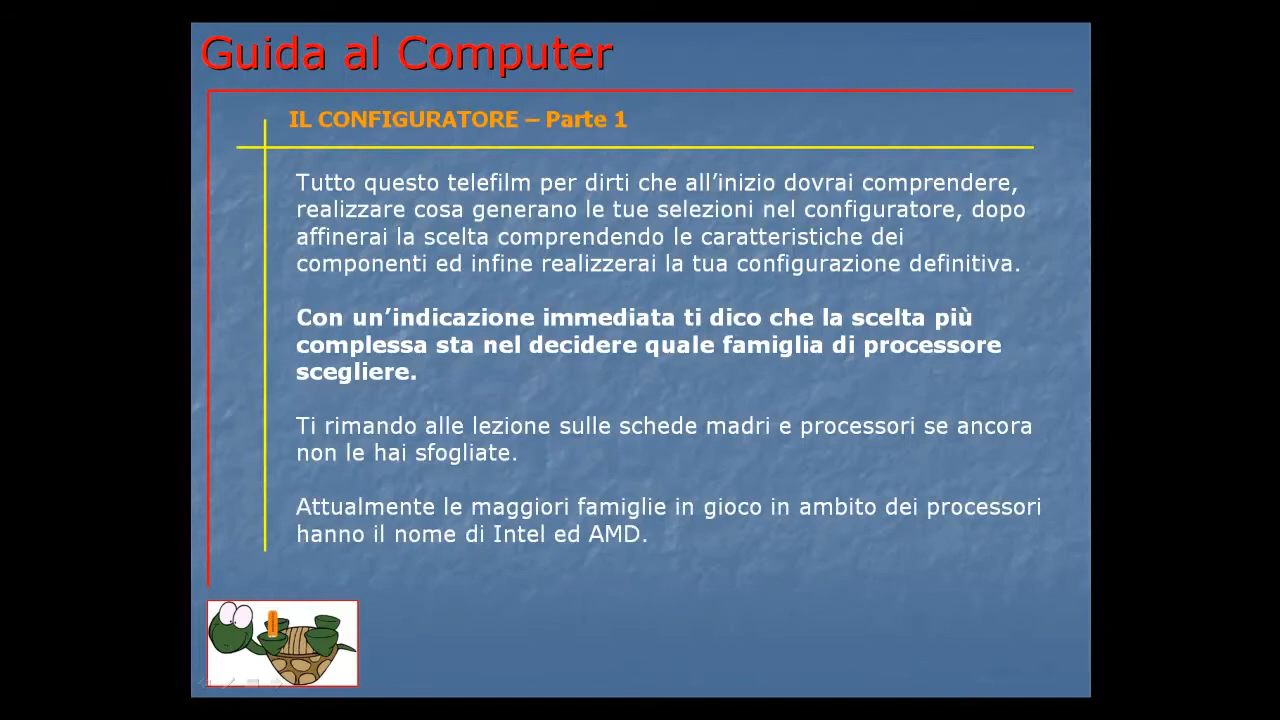 Guida al Computer
IL CONFIGURATORE – Parte 1
Tutto questo telefilm per dirti che all’inizio dovrai comprendere,
realizzare cosa generano le tue selezioni nel configuratore, dopo
affinerai la scelta comprendendo le caratteristiche dei
componenti ed infine realizzerai la tua configurazione definitiva.
Con un’indicazione immediata ti dico che la scelta più
complessa sta nel decidere quale famiglia di processore
scegliere.
Ti rimando alle lezione sulle schede madri e processori se ancora
non le hai sfogliate.
Attualmente le maggiori famiglie in gioco in ambito dei processori
hanno il nome di Intel ed AMD.